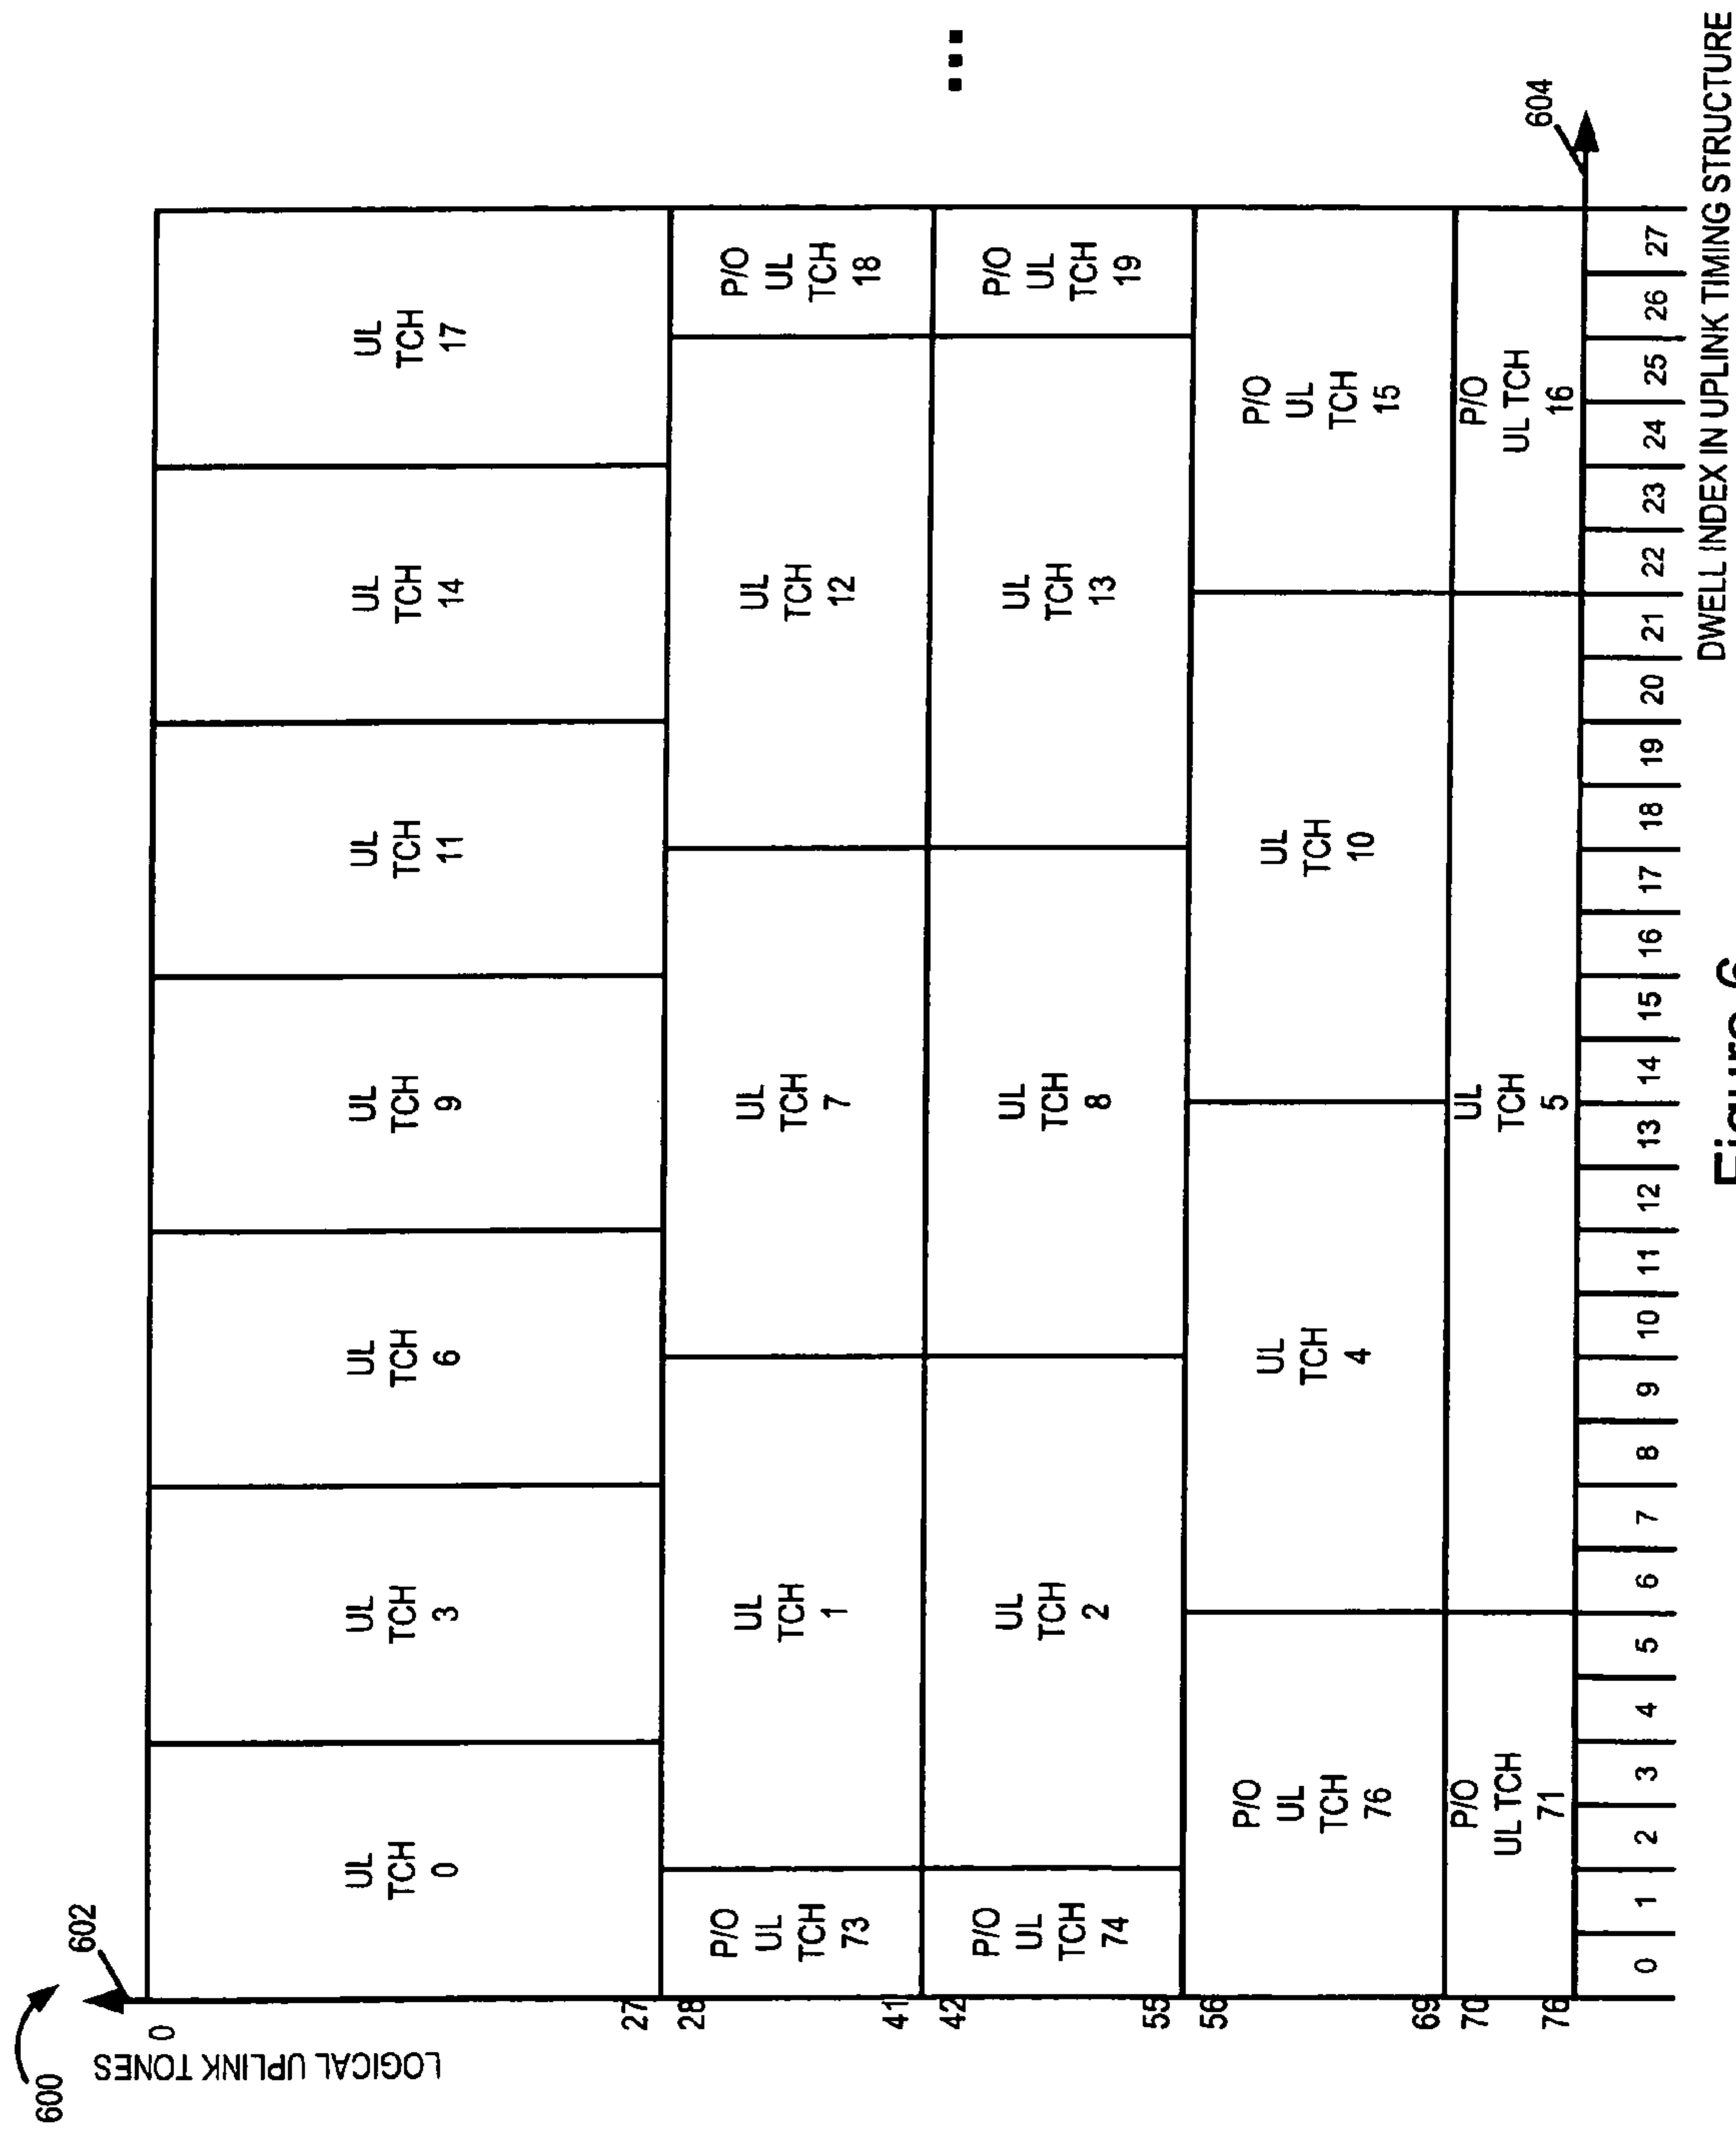 600
602
LOGICAL UPLINK TONES
0
27
28
41
42
55
56
69
70
76
UL
TCH
0
UL
TCH
3
UL
TCH
6
UL
TCH
9
UL
TCH
11
UL
TCH
14
UL
TCH
17
P/O
UL
TCH
73
UL
TCH
1
UL
TCH
7
UL
TCH
12
P/O
UL
TCH
18
P/O
UL
TCH
74
UL
TCH
2
UL
TCH
8
UL
TCH
13
P/O
UL
TCH
19
P/O
UL
TCH
76
UL
TCH
4
UL
TCH
10
P/O
UL
TCH
15
P/O
UL TCH
71
UL
TCH
5
P/O
UL TCH
16
604
0 1 2 3 4 5 6 7 8 9 10 11 12 13 14 15 16 17 18 19 20 21 22 23 24 25 26 27
DWELL INDEX IN UPLINK TIMING STRUCTURE
Figure 6